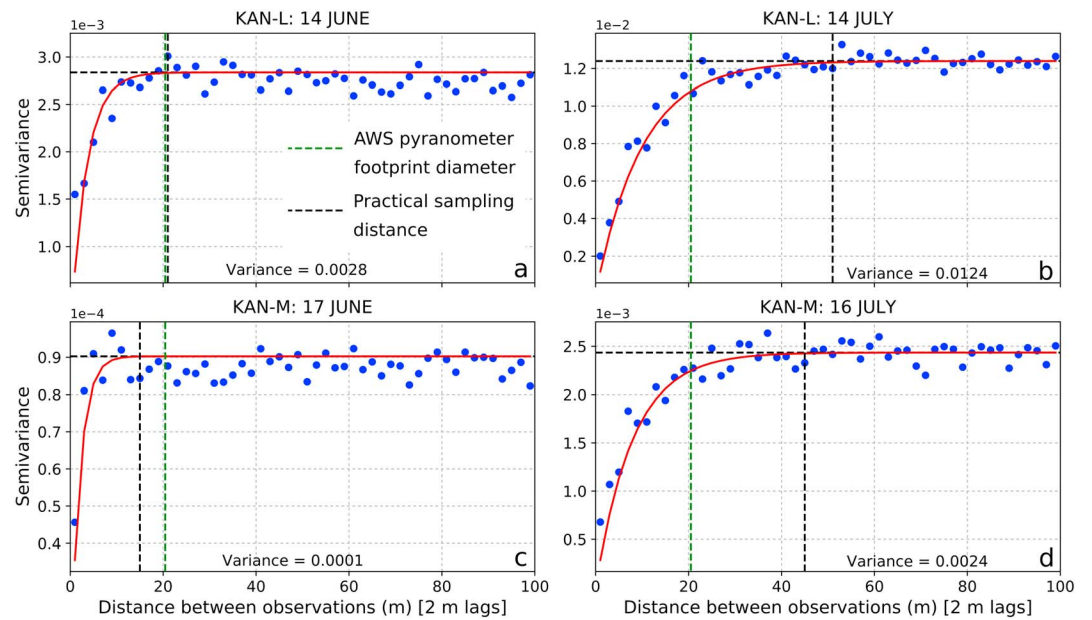 KAN-L: 14 JUNE
1e−3
3.0
2.5
2.0
1.5
1.0
Semivariance
AWS pyranometer
footprint diameter
Practical sampling
distance
Variance = 0.0028
a
KAN-L: 14 JULY
1e−2
1.2
1.0
0.8
0.6
0.4
0.2
Variance = 0.0124
b
KAN-M: 17 JUNE
1e−4
0.9
0.8
0.7
0.6
0.5
0.4
Semivariance
Variance = 0.0001
c
0 20 40 60 80 100
Distance between observations (m) [2 m lags]
KAN-M: 16 JULY
1e−3
2.5
2.0
1.5
1.0
0.5
Variance = 0.0024
d
0 20 40 60 80 100
Distance between observations (m) [2 m lags]